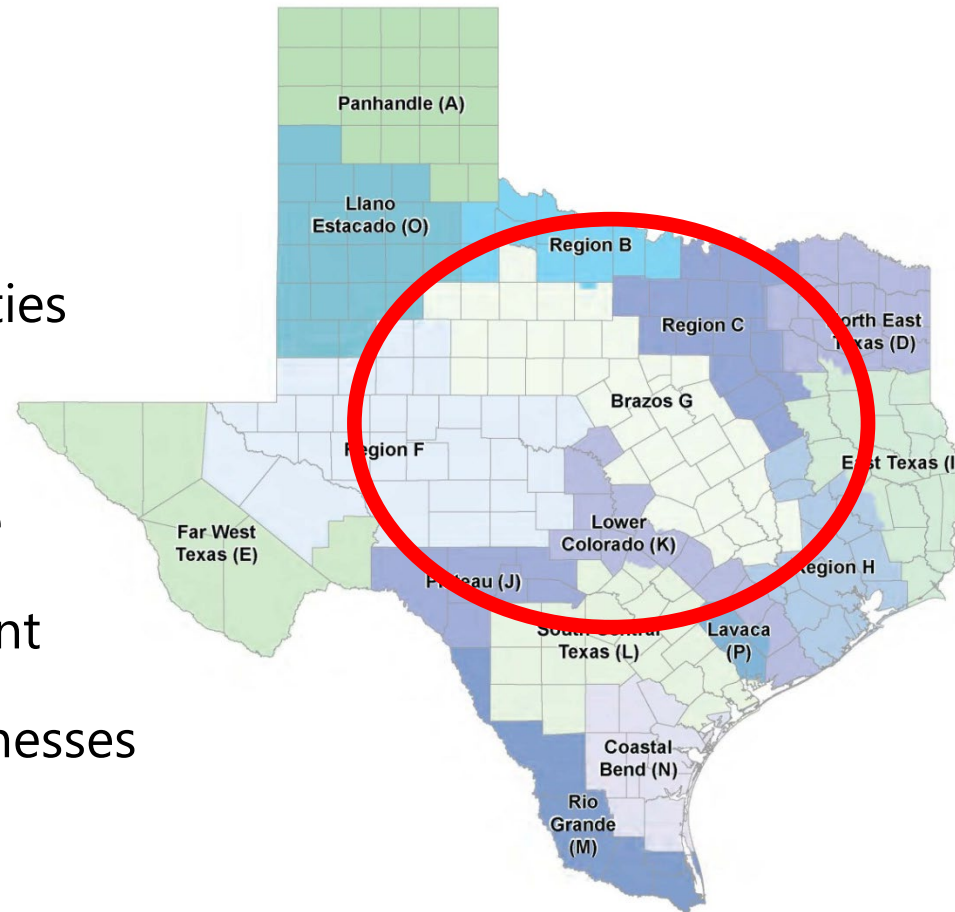 Panhandle (A)
Llano
Estacado (O)
Region B
ties
Region C
North East
Texas (D)
Brazos G
Region F
East Texas (I
Lower
Colorado (K)
Far West
Texas (E)
Region H
Plateau (J)
nt
South Central
Texas (L)
Lavaca
(P)
nesses
Coastal
Bend (N)
Rio
Grande
(M)